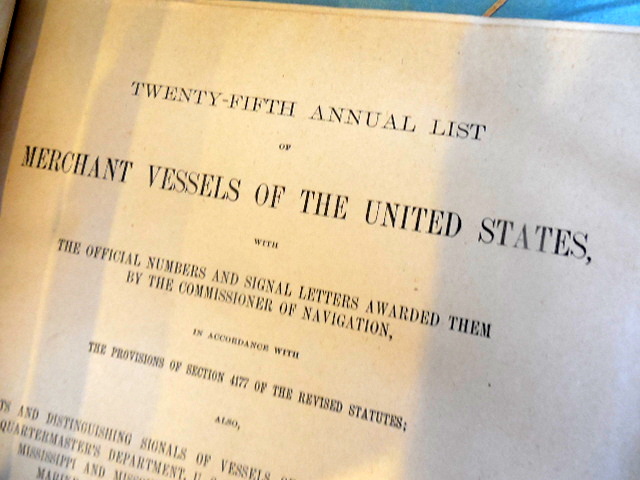 TWENTY-FIFTH ANNUAL LIST
OF
MERCHANT VESSELS OF THE UNITED STATES,
WITH
THE OFFICIAL NUMBERS AND SIGNAL LETTERS AWARDED THEM
BY THE COMMISSIONER OF NAVIGATION,
IN ACCORDANCE WITH
THE PROVISIONS OF SECTION 4177 OF THE REVISED STATUTES;
ALSO,
AND DISTINGUISHING SIGNALS OF VESSELS
QUARTERMASTER'S DEPARTMENT, U.
MISSISSIPPI AND